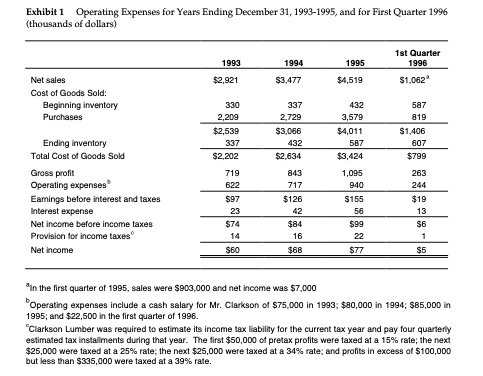 Exhibit 1 Operating Expenses for Years Ending December 31, 1993-1995, and for First Quarter 1996
(thousands of dollars)
1993 1994 1995 1st Quarter 1996
Net sales $2,921 $3,477 $4,519 $1,062a
Cost of Goods Sold:
Beginning inventory 330 337 432 587
Purchases 2,209 2,729 3,579 819
$2,539 $3,066 $4,011 $1,406
Ending inventory 337 432 587 607
Total Cost of Goods Sold $2,202 $2,634 $3,424 $799
Gross profit 719 843 1,095 263
Operating expensesb 622 717 940 244
Earnings before interest and taxes $97 $126 $155 $19
Interest expense 23 42 56 13
Net income before income taxes $74 $84 $99 $6
Provision for income taxesc 14 16 22 1
Net income $60 $68 $77 $5
aIn the first quarter of 1995, sales were $903,000 and net income was $7,000
bOperating expenses include a cash salary for Mr. Clarkson of $75,000 in 1993; $80,000 in 1994; $85,000 in
1995; and $22,500 in the first quarter of 1996.
cClarkson Lumber was required to estimate its income tax liability for the current tax year and pay four quarterly
estimated tax installments during that year. The first $50,000 of pretax profits were taxed at a 15% rate; the next
$25,000 were taxed at a 25% rate; the next $25,000 were taxed at a 34% rate; and profits in excess of $100,000
but less than $335,000 were taxed at a 39% rate.